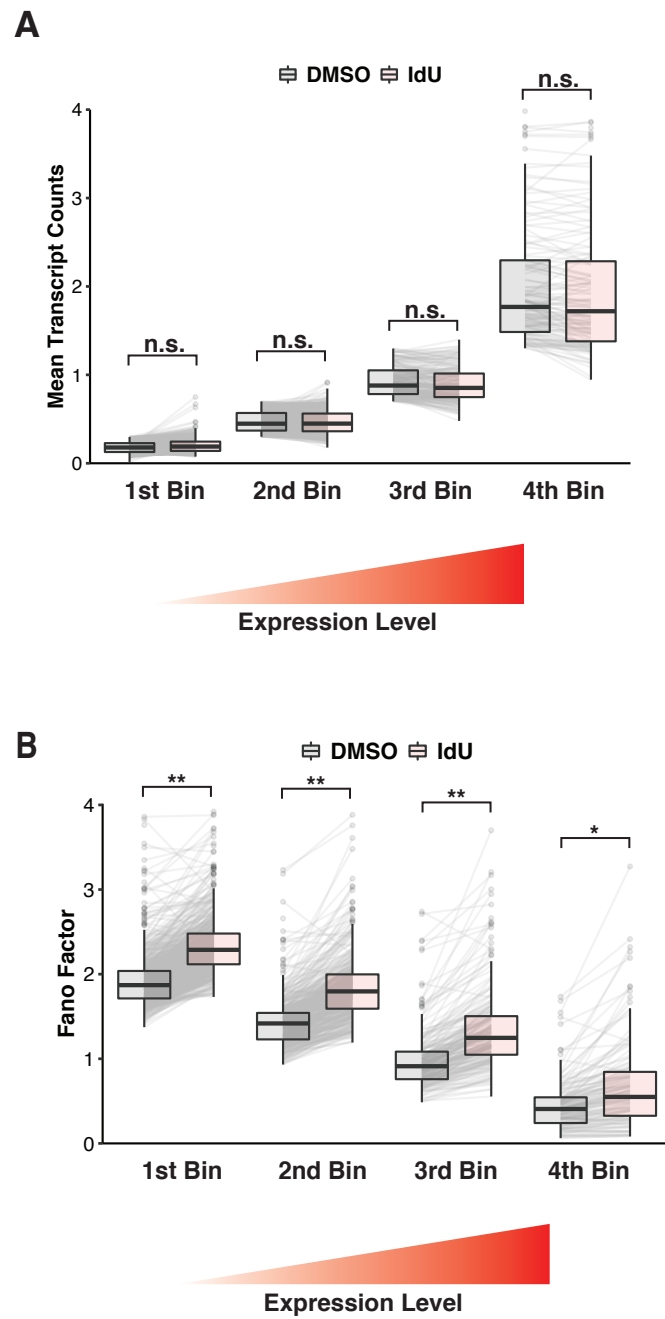 A
DMSO IdU
n.s.
n.s.
n.s.
n.s.
Mean Transcript Counts
4
3
2
1
0
1st Bin 2nd Bin 3rd Bin 4th Bin
Expression Level
B
DMSO IdU
** ** ** *
Fano Factor
4
3
2
1
0
1st Bin 2nd Bin 3rd Bin 4th Bin
Expression Level